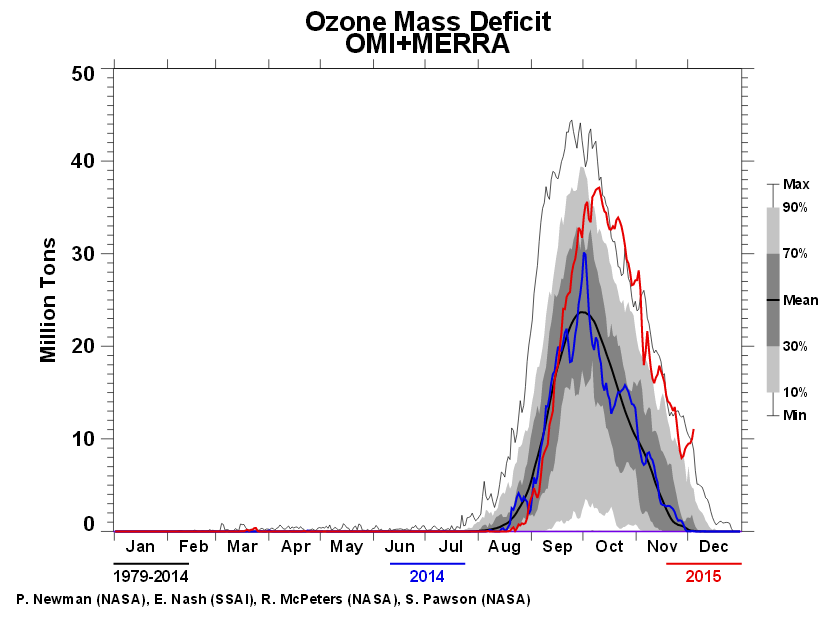 Ozone Mass Deficit
OMI+MERRA
Million Tons
50
40
30
20
10
0
Jan Feb Mar Apr May Jun Jul Aug Sep Oct Nov Dec
1979-2014 2014 2015
Max
90%
70%
Mean
30%
10%
Min
P. Newman (NASA), E. Nash (SSAI), R. McPeters (NASA), S. Pawson (NASA)